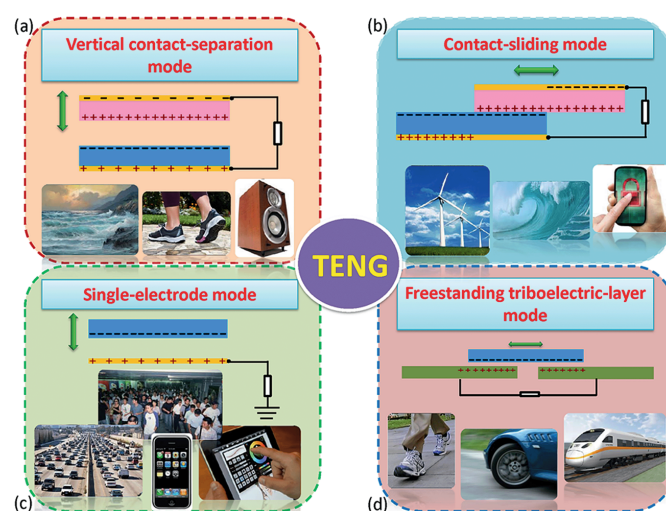 (a)
Vertical contact-separation
mode
(b)
Contact-sliding mode
TENG
Single-electrode mode
(c)
Freestanding triboelectric-layer
mode
(d)